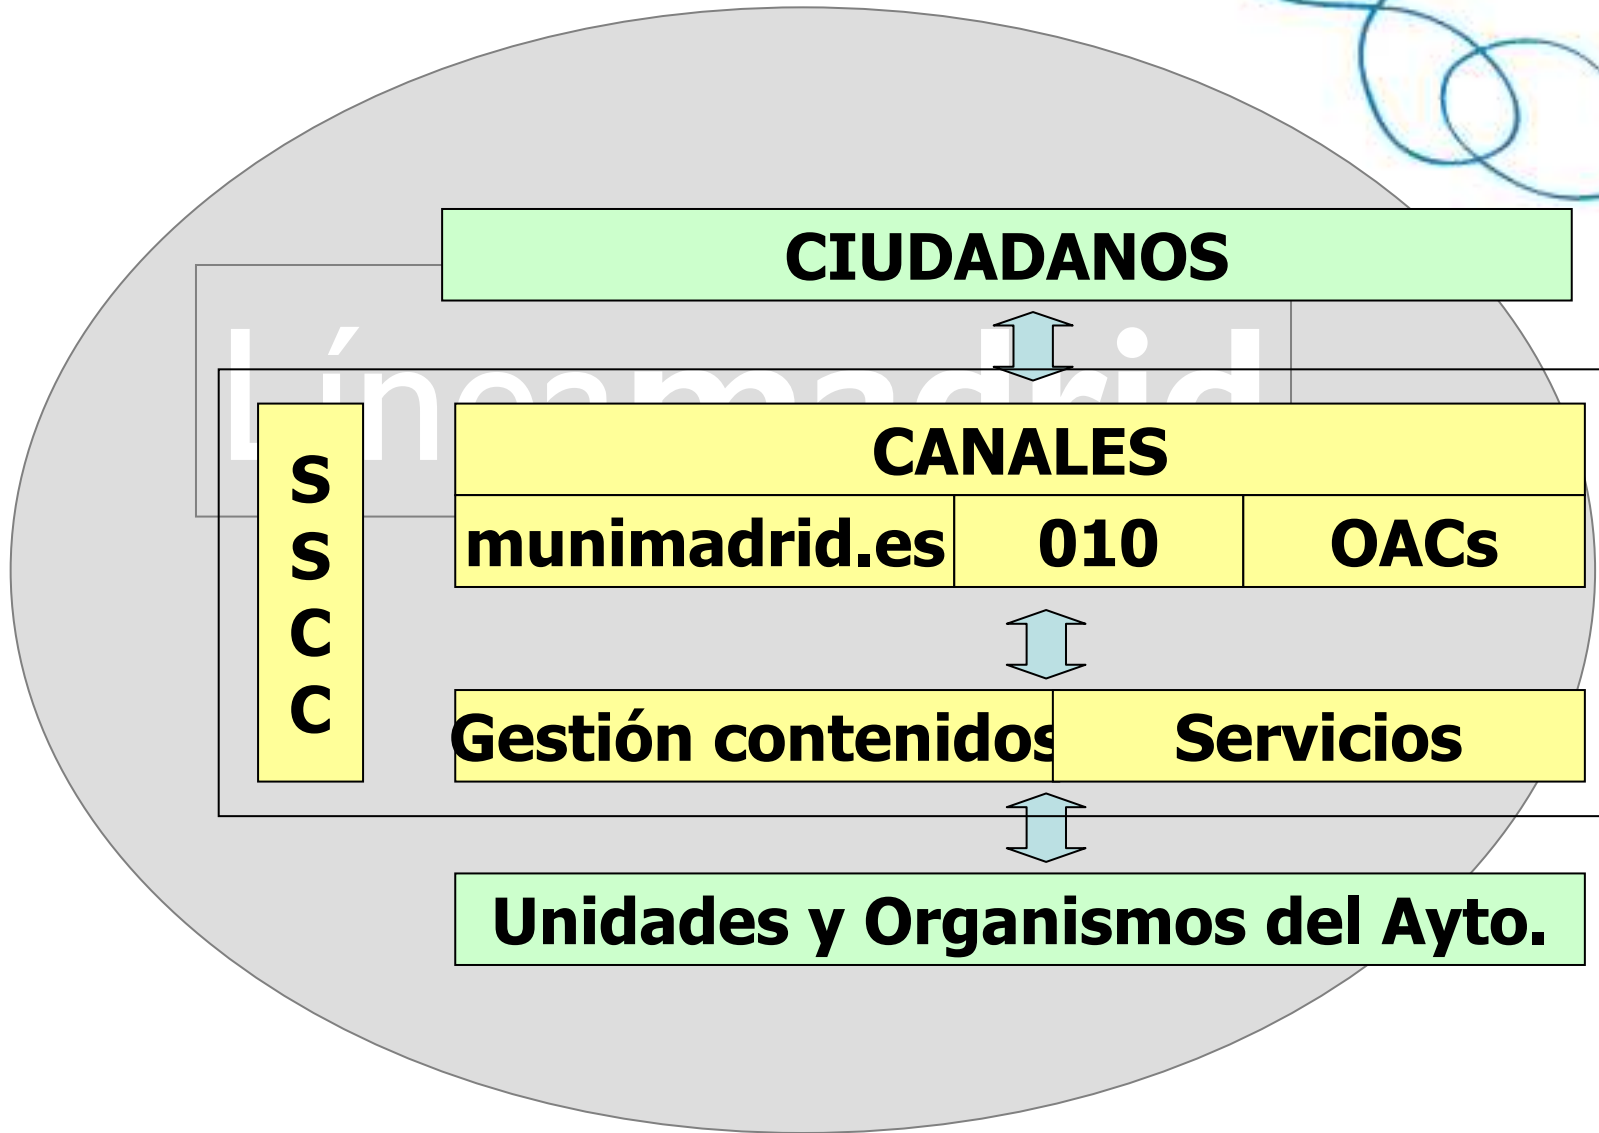 CIUDADANOS
Líneamadrid
CANALES
munimadrid.es 010 OACs
S
S
C
C
Gestión contenidos Servicios
Unidades y Organismos del Ayto.